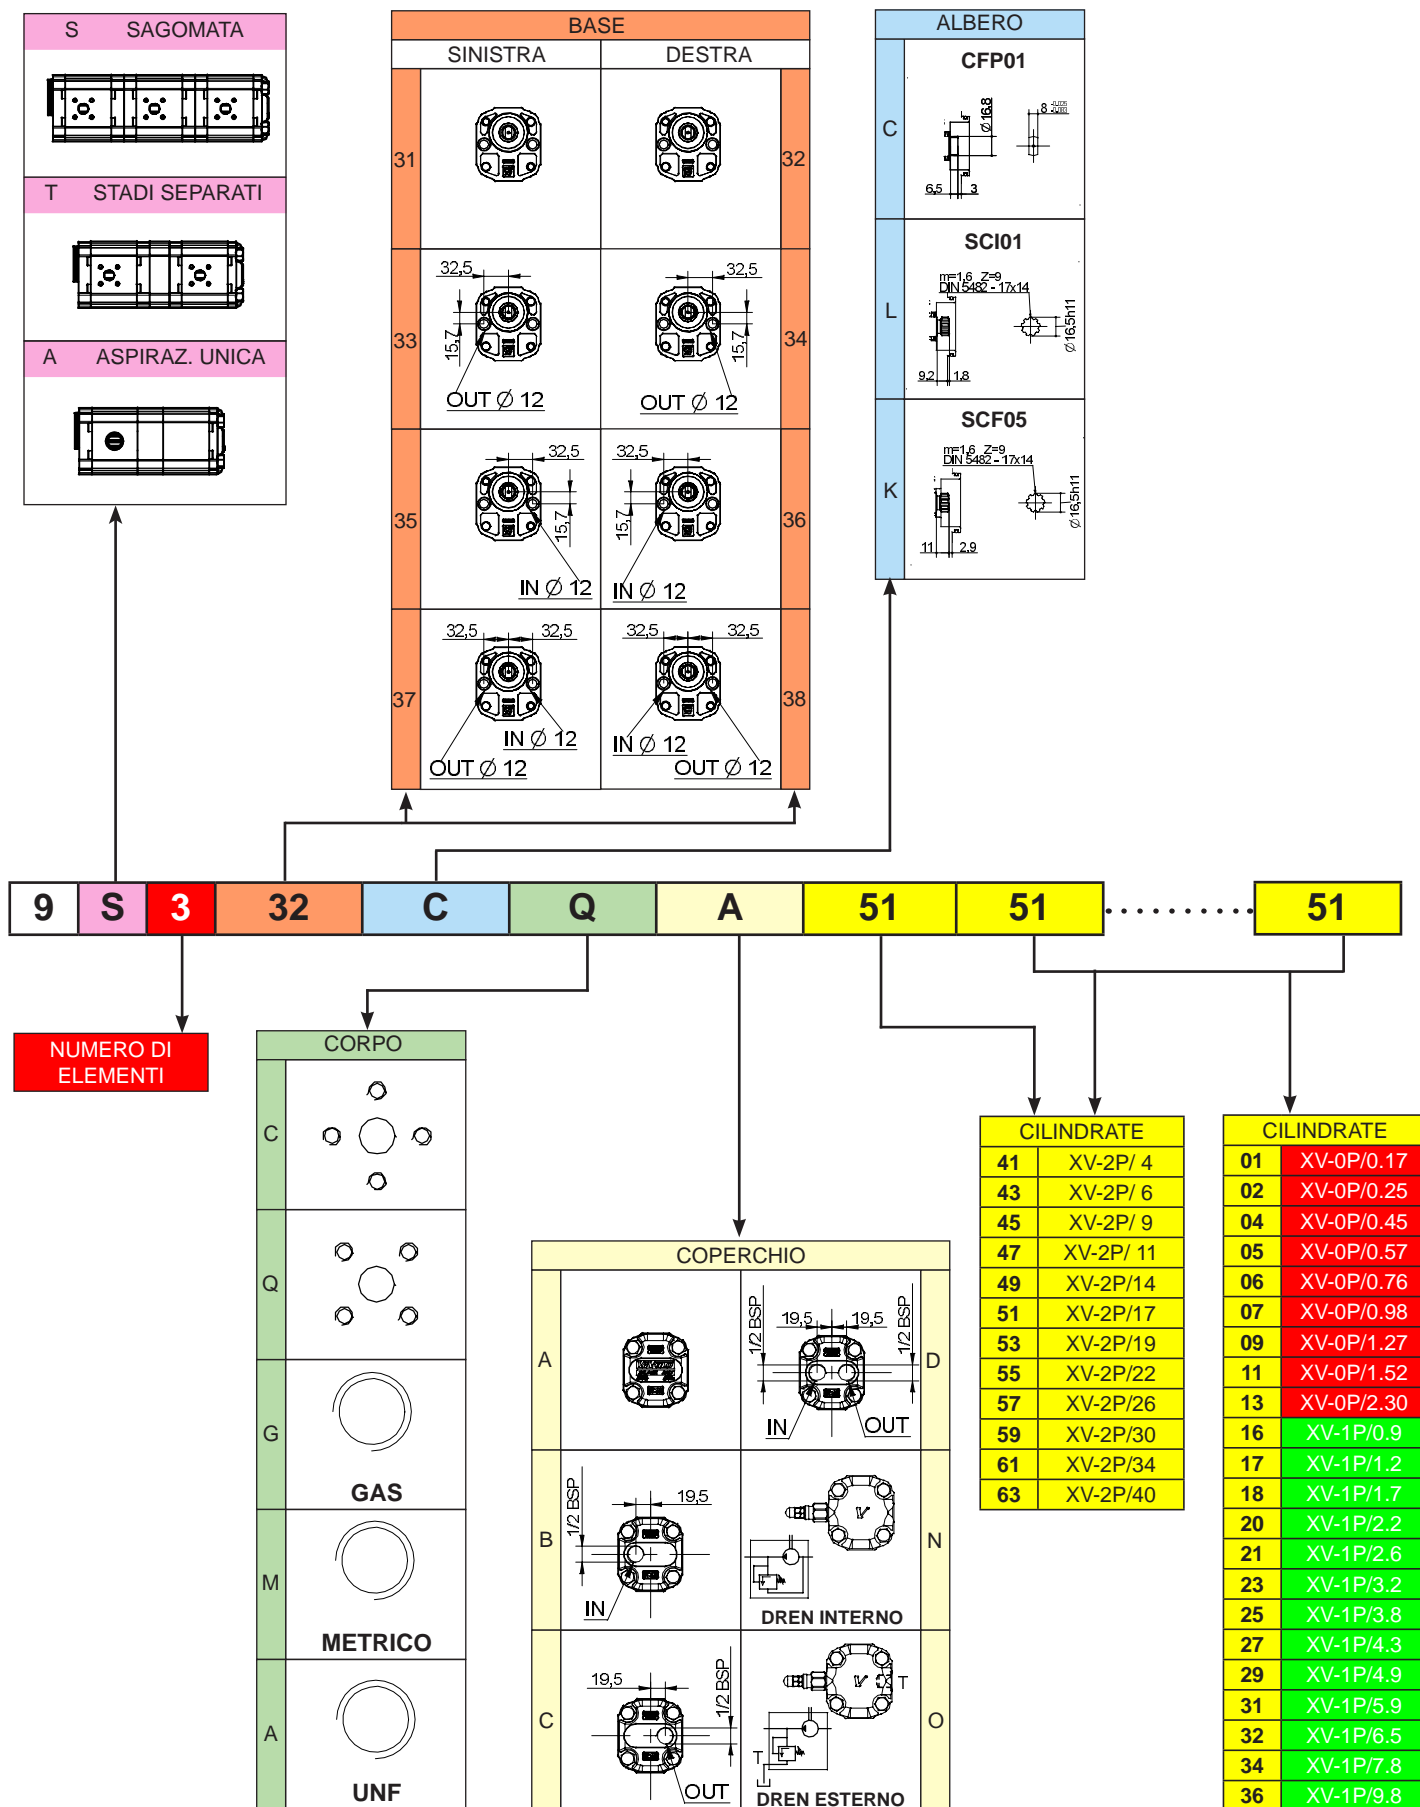 S SAGOMATA
T STADI SEPARATI
A ASPIRAZ. UNICA
BASE
SINISTRA DESTRA
31 32
33 34
32,5 32,5
15,7 15,7
OUT Ø 12 OUT Ø 12
35 36
32,5 32,5
15,7 15,7
IN Ø 12 IN Ø 12
37 38
32,5 32,5 32,5 32,5
IN Ø 12 IN Ø 12
OUT Ø 12 OUT Ø 12
ALBERO
C
CFP01
Ø 16.8
8
6,5 3
L
SCI01
m=1,6 Z=9
DIN 5482 - 17x14
Ø16,5h11
9,2 1,8
K
SCF05
m=1,6 Z=9
DIN 5482 - 17x14
Ø16,5h11
11 2,9
9 S 3 32 C Q A 51 51 .......... 51
NUMERO DI
ELEMENTI
CORPO
C
Q
G
GAS
M
METRICO
A
UNF
COPERCHIO
A D
1/2 BSP 19,5 19,5 1/2 BSP
IN OUT
B N
1/2 BSP 19,5
IN
DREN INTERNO
C O
19,5 1/2 BSP
OUT
T
T
DREN ESTERNO
CILINDRATE
41 XV-2P/ 4
43 XV-2P/ 6
45 XV-2P/ 9
47 XV-2P/ 11
49 XV-2P/14
51 XV-2P/17
53 XV-2P/19
55 XV-2P/22
57 XV-2P/26
59 XV-2P/30
61 XV-2P/34
63 XV-2P/40
CILINDRATE
01 XV-0P/0.17
02 XV-0P/0.25
04 XV-0P/0.45
05 XV-0P/0.57
06 XV-0P/0.76
07 XV-0P/0.98
09 XV-0P/1.27
11 XV-0P/1.52
13 XV-0P/2.30
16 XV-1P/0.9
17 XV-1P/1.2
18 XV-1P/1.7
20 XV-1P/2.2
21 XV-1P/2.6
23 XV-1P/3.2
25 XV-1P/3.8
27 XV-1P/4.3
29 XV-1P/4.9
31 XV-1P/5.9
32 XV-1P/6.5
34 XV-1P/7.8
36 XV-1P/9.8